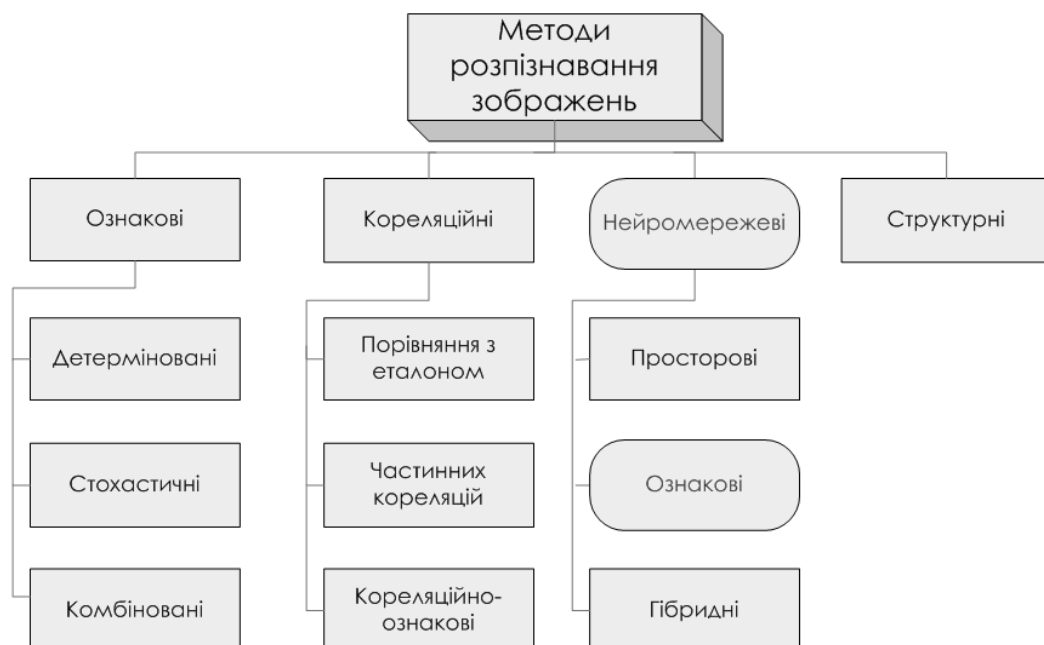 Методи
розпізнавання
зображень
Ознакові
Кореляційні
Нейромережеві
Структурні
Детерміновані
Порівняння з
еталоном
Просторові
Стохастичні
Частинних
кореляцій
Ознакові
Комбіновані
Кореляційно-
ознакові
Гібридні